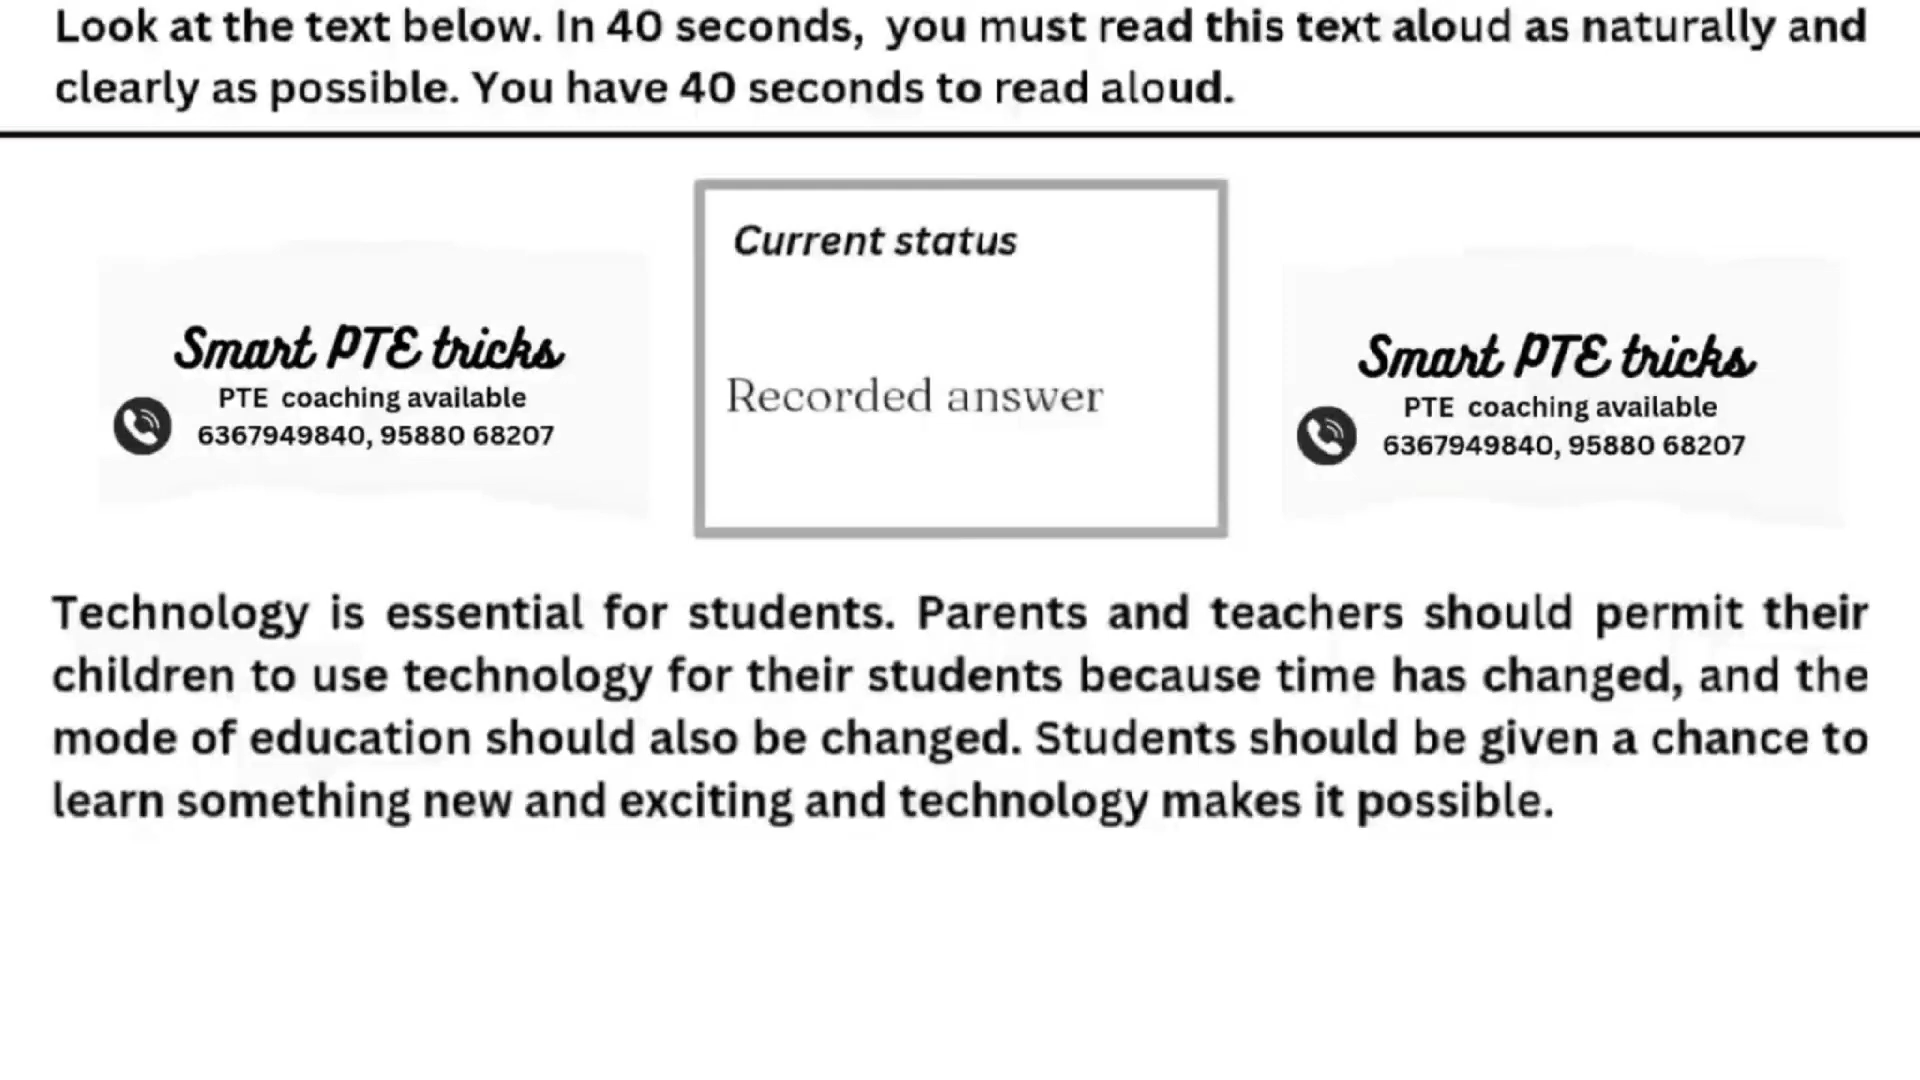 Look at the text below. In 40 seconds, you must read this text aloud as naturally and
clearly as possible. You have 40 seconds to read aloud.
Current status
Recorded answer
Smart PTE tricks
PTE coaching available
6367949840, 95880 68207
Smart PTE tricks
PTE coaching available
6367949840, 95880 68207
Technology is essential for students. Parents and teachers should permit their
children to use technology for their students because time has changed, and the
mode of education should also be changed. Students should be given a chance to
learn something new and exciting and technology makes it possible.